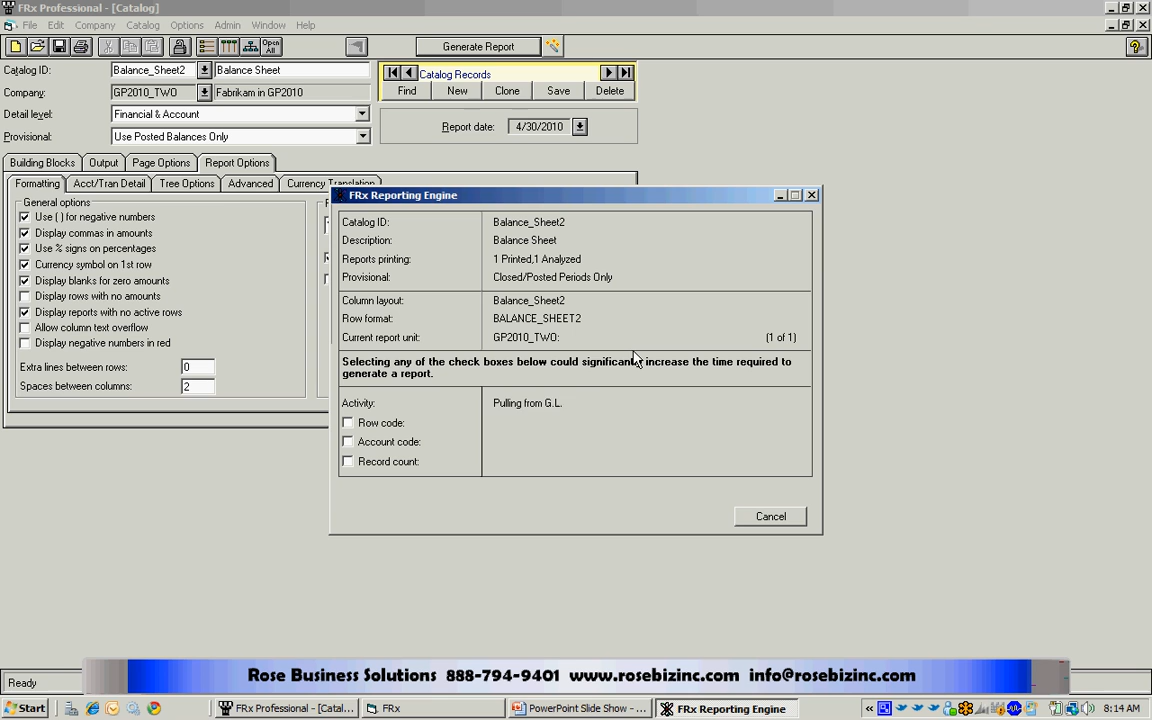 FRx Professional - [Catalog]
File Edit Company Catalog Options Admin Window Help
Open All
Generate Report
Catalog ID: Balance_Sheet2 Balance Sheet
Catalog Records
Company: GP2010_TWO Fabrikam in GP2010
Find New Clone Save Delete
Detail level: Financial & Account
Report date: 4/30/2010
Provisional: Use Posted Balances Only
Building Blocks Output Page Options Report Options
Formatting Acct/Tran Detail Tree Options Advanced Currency Translation
General options
Use ( ) for negative numbers
Display commas in amounts
Use % signs on percentages
Currency symbol on 1st row
Display blanks for zero amounts
Display rows with no amounts
Display reports with no active rows
Allow column text overflow
Display negative numbers in red
Extra lines between rows: 0
Spaces between columns: 2
FRx Reporting Engine
Catalog ID: Balance_Sheet2
Description: Balance Sheet
Reports printing: 1 Printed,1 Analyzed
Provisional: Closed/Posted Periods Only
Column layout: Balance_Sheet2
Row format: BALANCE_SHEET2
Current report unit: GP2010_TWO: (1 of 1)
Selecting any of the check boxes below could significantly increase the time required to
generate a report.
Activity: Pulling from G.L.
Row code:
Account code:
Record count:
Cancel
Rose Business Solutions 888-794-9401 www.rosebizinc.com info@rosebizinc.com
Ready
Start FRx Professional - [Catal... FRx PowerPoint Slide Show - ... FRx Reporting Engine 8:14 AM